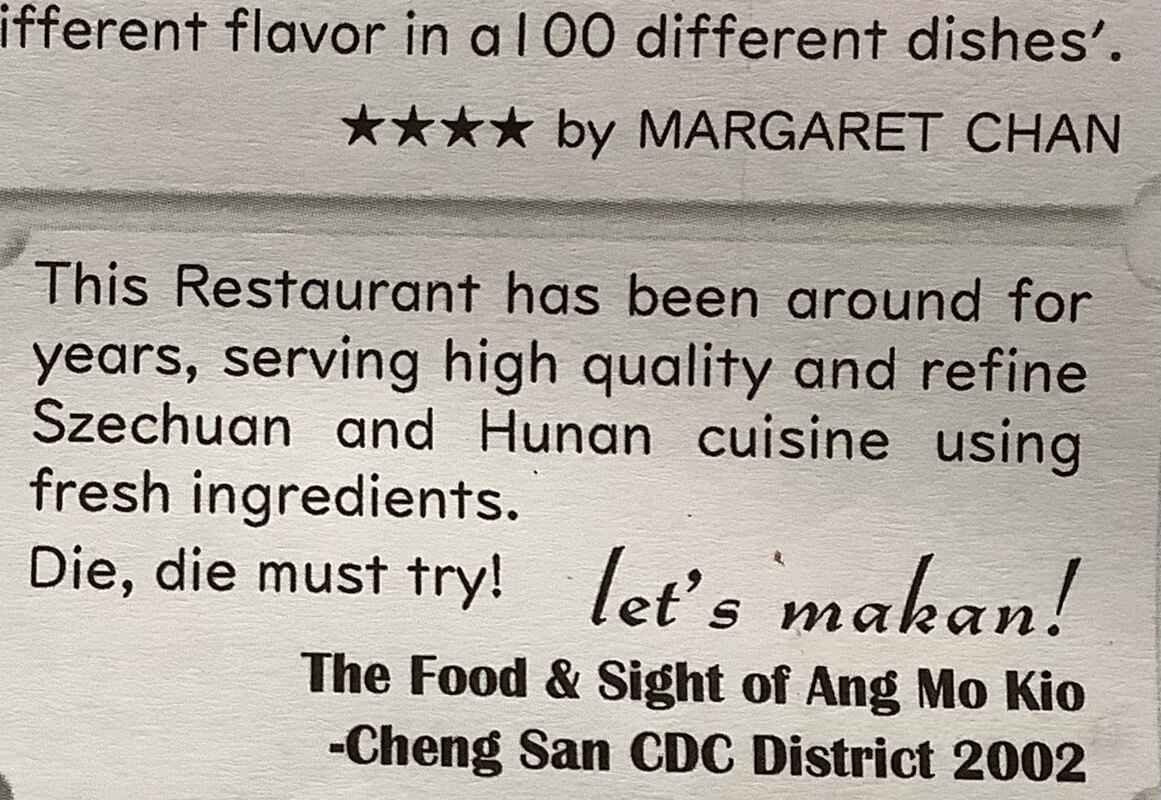 ifferent flavor in a100 different dishes’.
★★★★ by MARGARET CHAN
This Restaurant has been around for
years, serving high quality and refine
Szechuan and Hunan cuisine using
fresh ingredients.
Die, die must try! let’s makan!
The Food & Sight of Ang Mo Kio
-Cheng San CDC District 2002